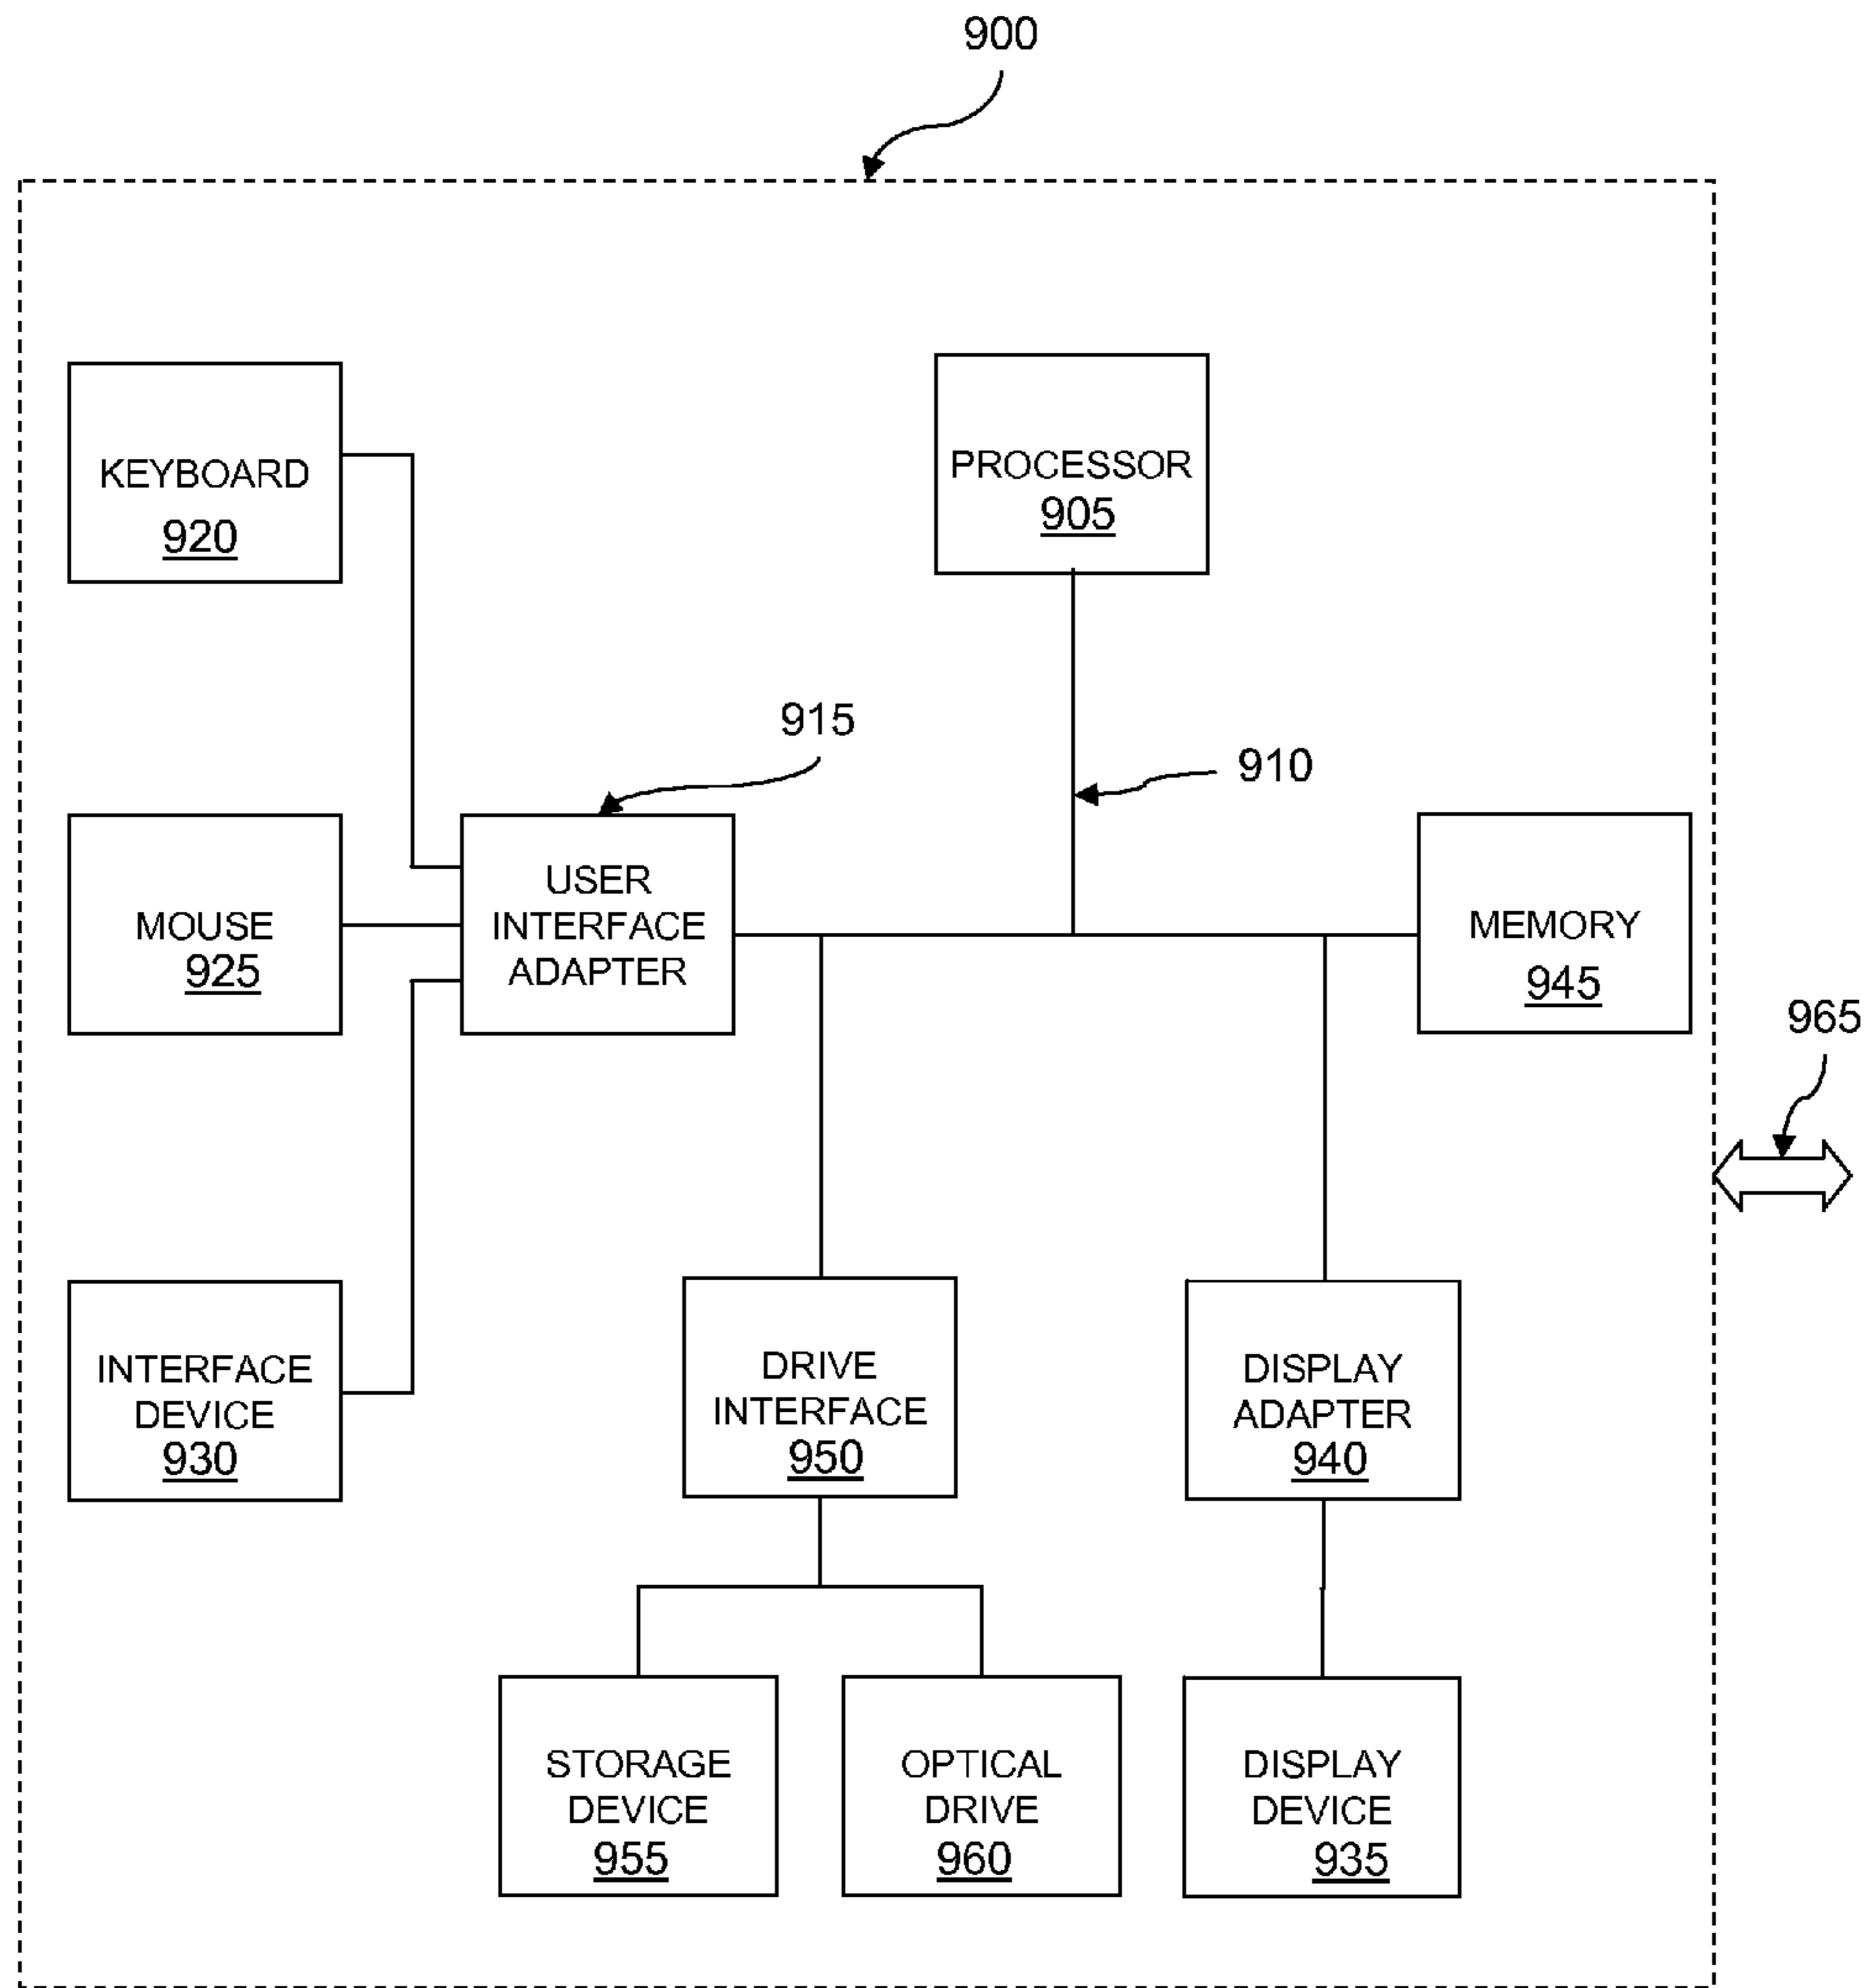 900
KEYBOARD
920
PROCESSOR
905
915
910
USER
INTERFACE
ADAPTER
MOUSE
925
MEMORY
945
965
INTERFACE
DEVICE
930
DRIVE
INTERFACE
950
DISPLAY
ADAPTER
940
STORAGE
DEVICE
955
OPTICAL
DRIVE
960
DISPLAY
DEVICE
935